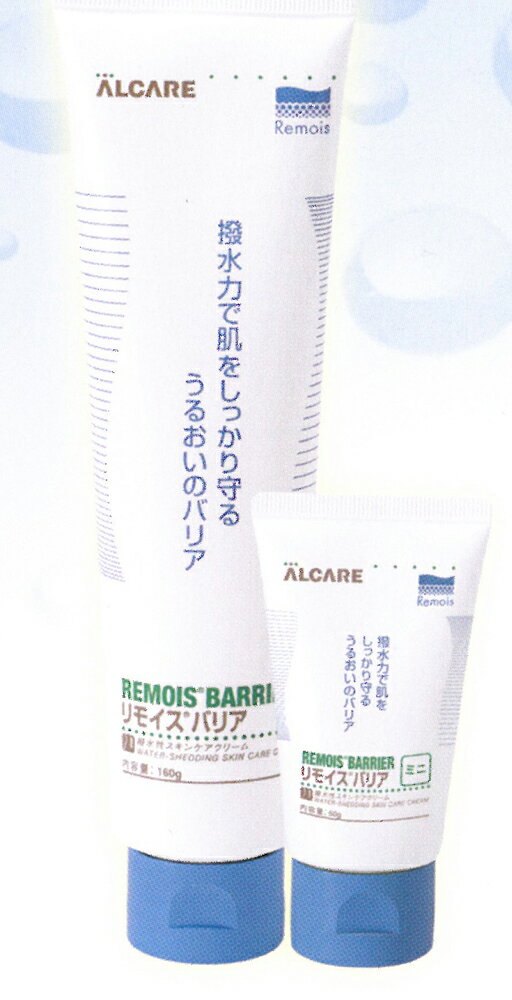 ALCARE
Remois
撥水力で肌をしっかり守る
うるおいのバリア
REMOIS® BARRI
リモイス®バリア
撥水性スキンケアクリーム
WATER-SHEDDING SKIN CARE C
内容量:160g
ALCARE
Remois
撥水力で肌を
しっかり守る
うるおいのバリア
REMOIS® BARRIER
リモイス®バリア
ミニ
撥水性スキンケアクリーム
WATER-SHEDDING SKIN CARE CREAM
内容量:50g